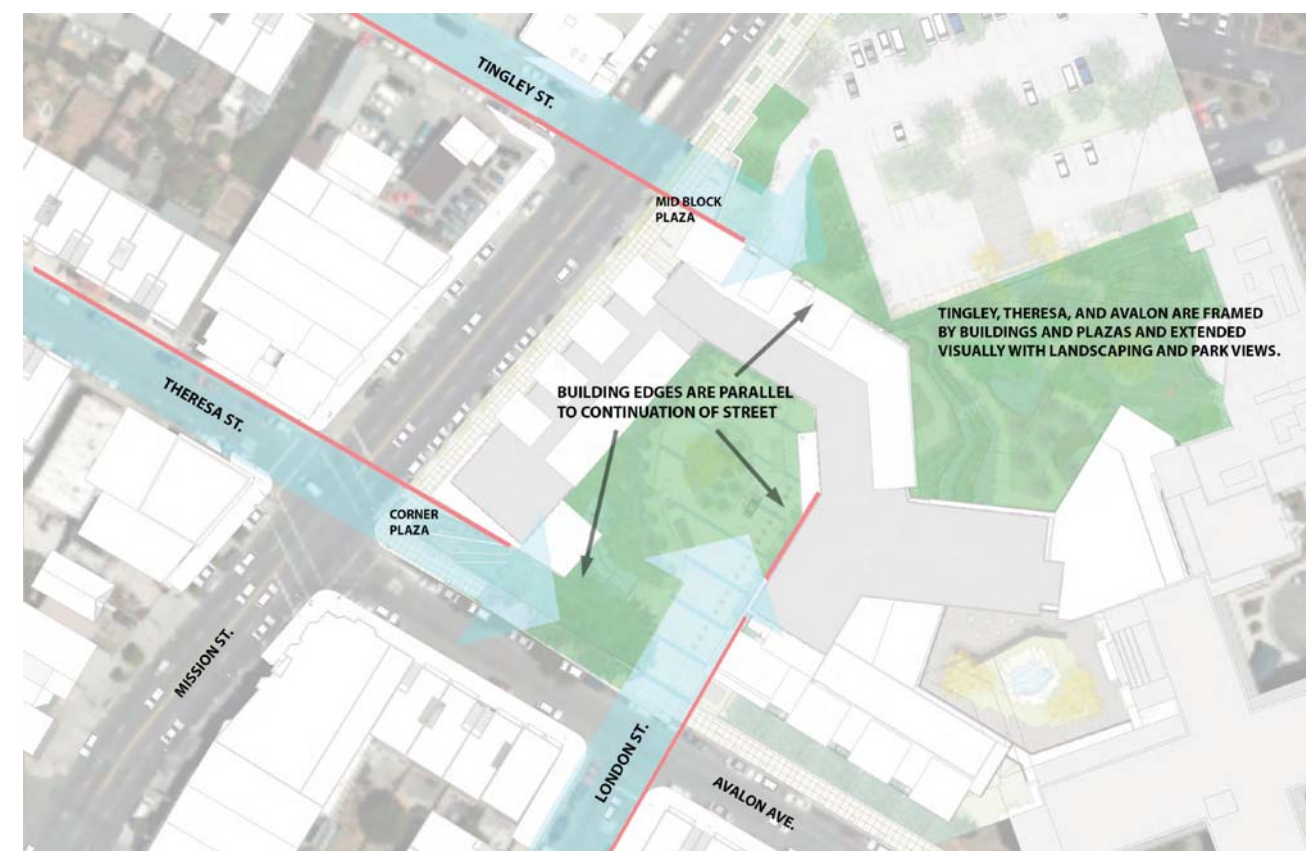 TINGLEY ST.
MID BLOCK
PLAZA
TINGLEY, THERESA, AND AVALON ARE FRAMED
BY BUILDINGS AND PLAZAS AND EXTENDED
VISUALLY WITH LANDSCAPING AND PARK VIEWS.
BUILDING EDGES ARE PARALLEL
TO CONTINUATION OF STREET
THERESA ST.
CORNER
PLAZA
MISSION ST.
LONDON ST.
AVALON AVE.